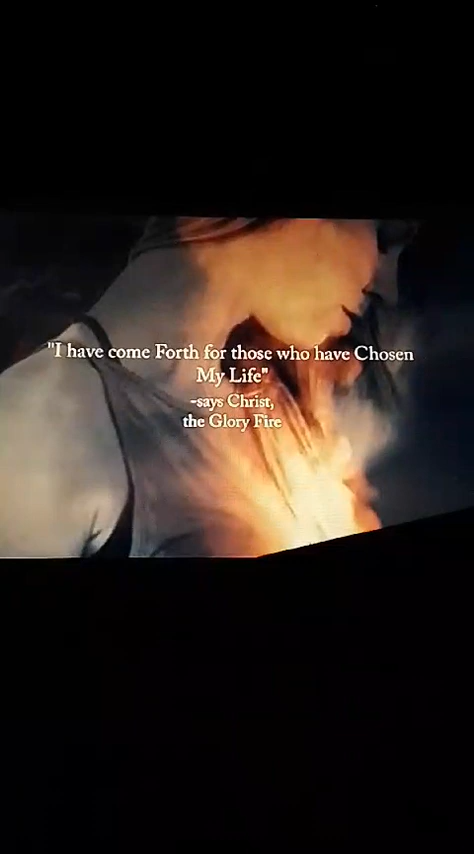 "I have come Forth for those who have Chosen
My Life"
-says Christ,
the Glory Fire